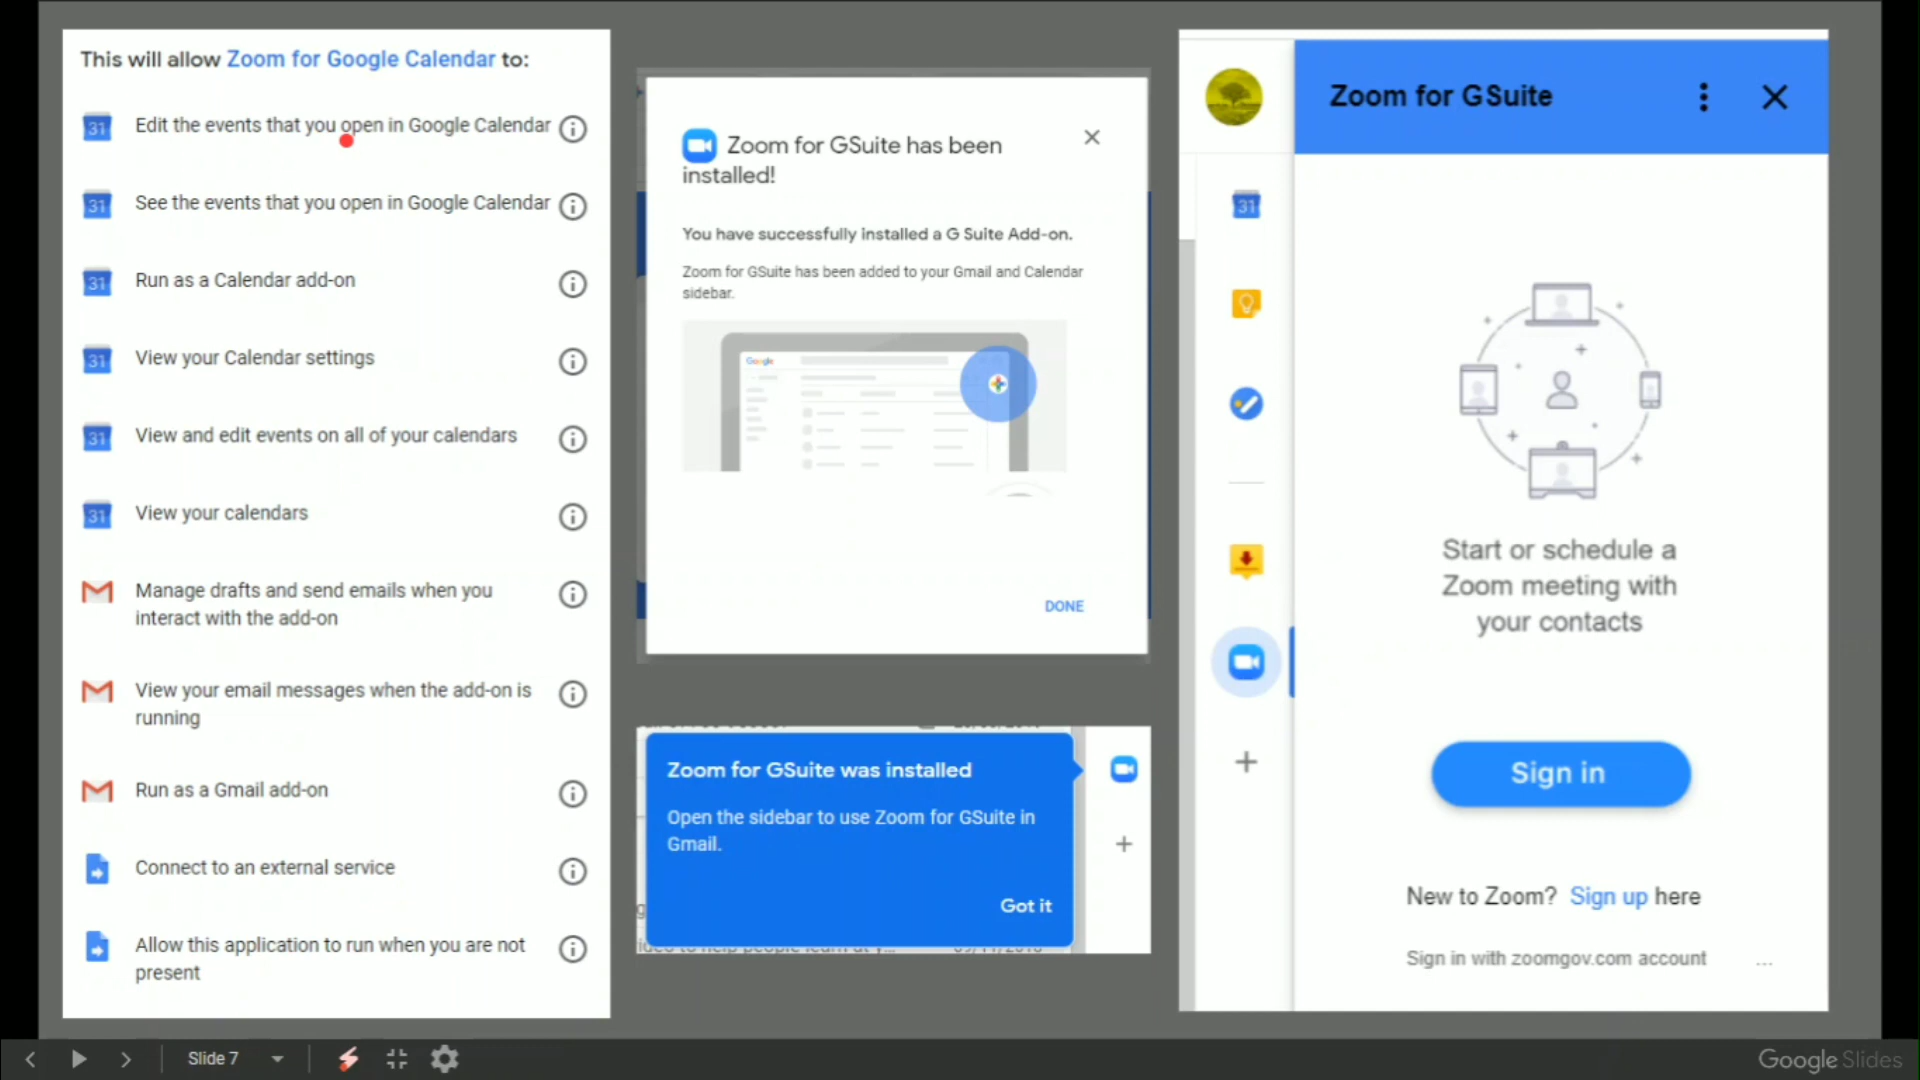 This will allow Zoom for Google Calendar to:
31 Edit the events that you open in Google Calendar
31 See the events that you open in Google Calendar
31 Run as a Calendar add-on
31 View your Calendar settings
31 View and edit events on all of your calendars
31 View your calendars
Manage drafts and send emails when you
interact with the add-on
View your email messages when the add-on is
running
Run as a Gmail add-on
Connect to an external service
Allow this application to run when you are not
present
Zoom for GSuite has been
installed!
You have successfully installed a G Suite Add-on.
Zoom for GSuite has been added to your Gmail and Calendar
sidebar.
Google
DONE
Zoom for GSuite was installed
Open the sidebar to use Zoom for GSuite in
Gmail.
Got it
Zoom for GSuite
31
Start or schedule a
Zoom meeting with
your contacts
Sign in
New to Zoom? Sign up here
Sign in with zoomgov.com account ...
Slide 7
Google Slides